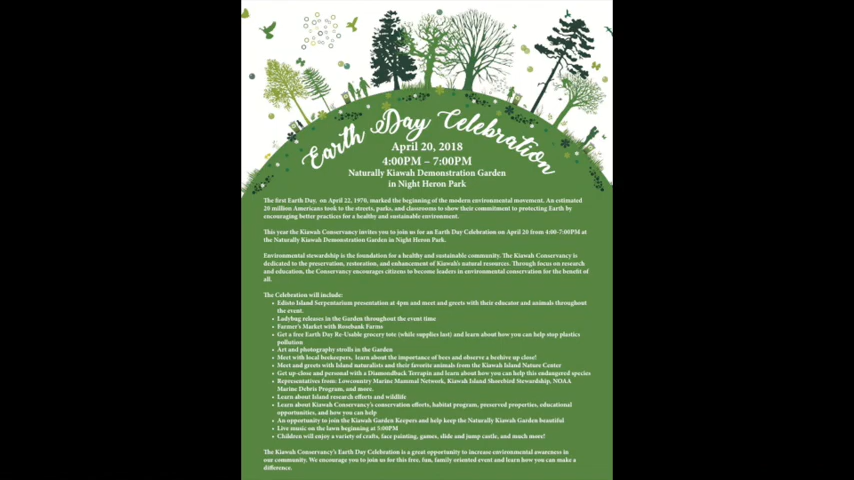 Earth Day Celebration
April 20, 2018
4:00PM – 7:00PM
Naturally Kiawah Demonstration Garden
in Night Heron Park
The first Earth Day, on April 22, 1970, marked the beginning of the modern environmental movement. An estimated
20 million Americans took to the streets, parks, and classrooms to show their commitment to protecting Earth by
encouraging better practices for a healthy and sustainable environment.
This year the Kiawah Conservancy invites you to join us for an Earth Day Celebration on April 20 from 4:00-7:00PM at
the Naturally Kiawah Demonstration Garden in Night Heron Park.
Environmental stewardship is the foundation for a healthy and sustainable community. The Kiawah Conservancy is
dedicated to the preservation, restoration, and enhancement of Kiawah's natural resources. Through focus on research
and education, the Conservancy encourages citizens to become leaders in environmental conservation for the benefit of
all.
The Celebration will include:
• Edisto Island Serpentarium presentation at 4pm and meet and greets with their educator and animals throughout
the event.
• Ladybug releases in the Garden throughout the event time
• Farmer's Market with Rosebank Farms
• Get a free Earth Day Re-Usable grocery tote (while supplies last) and learn about how you can help stop plastics
pollution
• Art and photography strolls in the Garden
• Meet with local beekeepers, learn about the importance of bees and observe a beehive up close!
• Meet and greets with Island naturalists and their favorite animals from the Kiawah Island Nature Center
• Get up-close and personal with a Diamondback Terrapin and learn about how you can help this endangered species
• Representatives from: Lowcountry Marine Mammal Network, Kiawah Island Shorebird Stewardship, NOAA
Marine Debris Program, and more.
• Learn about Island research efforts and wildlife
• Learn about Kiawah Conservancy's conservation efforts, habitat program, preserved properties, educational
opportunities, and how you can help
• An opportunity to join the Kiawah Garden Keepers and help keep the Naturally Kiawah Garden beautiful
• Live music on the lawn beginning at 5:00PM
• Children will enjoy a variety of crafts, face painting, games, slide and jump castle, and much more!
The Kiawah Conservancy's Earth Day Celebration is a great opportunity to increase environmental awareness in
our community. We encourage you to join us for this free, fun, family oriented event and learn how you can make a
difference.